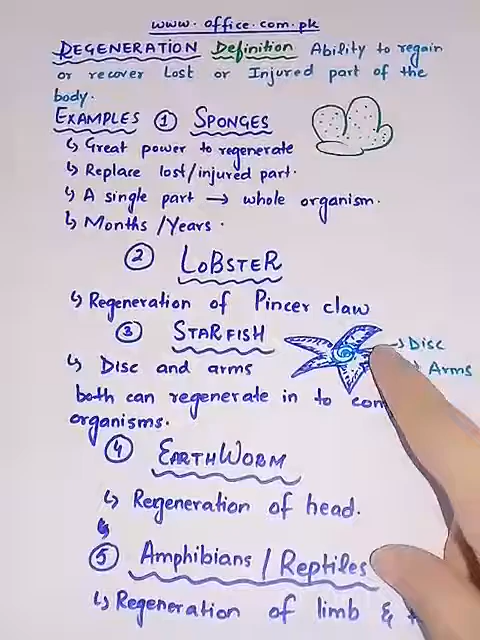 www.office.com.pk
REGENERATION Definition Ability to regain
or recover Lost or Injured part of the
body.
EXAMPLES ① SPONGES
↳ Great power to regenerate
↳ Replace lost/injured part.
↳ A single part → whole organism.
↳ Months/Years.
② LOBSTER
↳ Regeneration of Pincer claw
③ STARFISH
→ Disc
↳ Disc and arms
Arms
both can regenerate in to
organisms.
④ EARTHWORM
↳ Regeneration of head.
⑤ Amphibians / Reptiles
↳ Regeneration of limb &